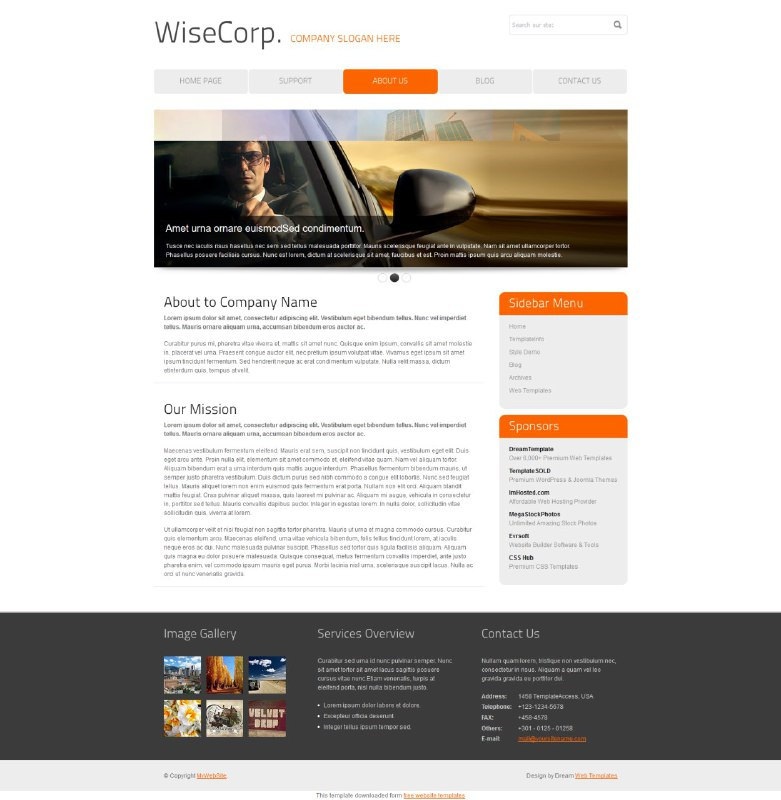 WiseCorp. COMPANY SLOGAN HERE
Search our site:
HOME PAGE SUPPORT ABOUT US BLOG CONTACT US
Amet urna ornare euismodSed condimentum.
Tusce nec iaculis risus hasellus nec sem sed tellus malesuada porttitor. Mauris scelerisque feugiat ante in vulputate. Nam sit amet ullamcorper tortor.
Phasellus posuere facilisis cursus. Nunc est lorem, dictum at scelerisque sit amet, faucibus et est. Proin mattis ipsum quis arcu aliquam molestie.
About to Company Name
Lorem ipsum dolor sit amet, consectetur adipiscing elit. Vestibulum eget bibendum tellus. Nunc vel imperdiet
tellus. Mauris ornare aliquam urna, accumsan bibendum eros auctor ac.
Curabitur purus mi, pharetra vitae viverra et, mattis sit amet nunc. Quisque enim ipsum, convallis sit amet molestie
in, placerat vel urna. Praesent congue auctor elit, nec pretium ipsum volutpat vitae. Vivamus eget ipsum sit amet
ipsum tincidunt fermentum. Sed hendrerit neque ac erat condimentum vulputate. Nulla velit massa, dictum
etinterdum quis, tempus et velit.
Our Mission
Lorem ipsum dolor sit amet, consectetur adipiscing elit. Vestibulum eget bibendum tellus. Nunc vel imperdiet
tellus. Mauris ornare aliquam urna, accumsan bibendum eros auctor ac.
Maecenas vestibulum fermentum eleifend. Mauris erat sem, suscipit non tincidunt quis, vestibulum eget elit. Duis
eget arcu ante. Proin nulla elit, elementum sit amet commodo et, eleifend vitae quam. Nam vel aliquam tortor.
Aliquam bibendum erat a urna interdum quis mattis augue interdum. Phasellus fermentum bibendum mauris, ut
semper justo pharetra vestibulum. Duis dictum purus sed nibh commodo a congue elit lobortis. Nunc sed feugiat
tellus. Mauris aliquet lorem non enim euismod quis fermentum erat porta. Nullam non elit orci. Aliquam blandit
mattis feugiat. Cras pulvinar aliquet massa, quis laoreet mi pulvinar ac. Aliquam mi augue, vehicula in consectetur
in, porttitor sed tellus. Mauris convallis dapibus auctor. Integer in egestas lorem. In nulla dolor, sollicitudin vitae
sollicitudin quis, viverra at lorem.
Ut ullamcorper velit et nisi feugiat non sagittis tortor pharetra. Mauris ut urna et magna commodo cursus. Curabitur
quis elementum arcu. Maecenas eleifend, urna vitae vehicula bibendum, felis tellus tincidunt lorem, at iaculis
neque eros ac dui. Nunc malesuada pulvinar suscipit. Phasellus sed tortor quis ligula facilisis aliquam. Aliquam
quis magna eu dolor posuere malesuada. Quisque consequat, metus fermentum convallis imperdiet, ante justo
pharetra enim, vel commodo ipsum mauris eget purus. Morbi lacinia nisl urna, scelerisque suscipit lacus. Nulla ac
orci et nunc venenatis gravida.
Sidebar Menu
Home
TemplateInfo
Style Demo
Blog
Archives
Web Templates
Sponsors
DreamTemplate
Over 6,000+ Premium Web Templates
TemplateSOLD
Premium WordPress & Joomla Themes
ImHosted.com
Affordable Web Hosting Provider
MegaStockPhotos
Unlimited Amazing Stock Photos
Evrsoft
Website Builder Software & Tools
CSS Hub
Premium CSS Templates
Image Gallery
VELVET
DROP
Services Overview
Curabitur sed urna id nunc pulvinar semper. Nunc
sit amet tortor sit amet lacus sagittis posuere
cursus vitae nunc.Etiam venenatis, turpis at
eleifend porta, nisl nulla bibendum justo.
• Lorem ipsum dolor labore et dolore.
• Excepteur officia deserunt.
• Integer tellus ipsum tempor sed.
Contact Us
Nullam quam lorem, tristique non vestibulum nec,
consectetur in risus. Aliquam a quam vel leo
gravida gravida eu porttitor dui.
Address: 1458 TemplateAccess, USA
Telephone: +123-1234-5678
FAX: +458-4578
Others: +301 - 0125 - 01258
E-mail: mail@yoursitename.com
© Copyright MyWebSite.
Design by Dream Web Templates
This template downloaded form free website templates